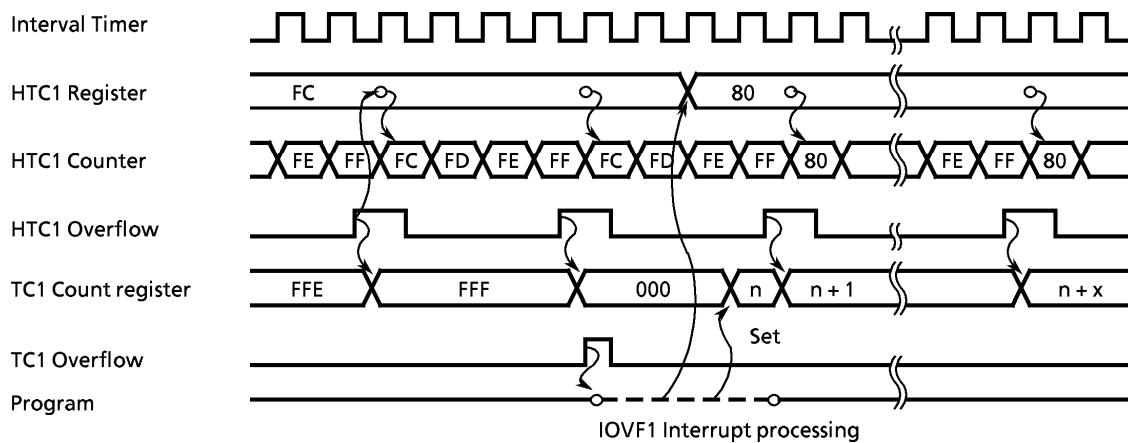 Interval Timer
HTC1 Register FC 80
HTC1 Counter FE FF FC FD FE FF FC FD FE FF 80 FE FF 80
HTC1 Overflow
TC1 Count register FFE FFF 000 n n + 1 n + x
Set
TC1 Overflow
Program
IOVF1 Interrupt processing